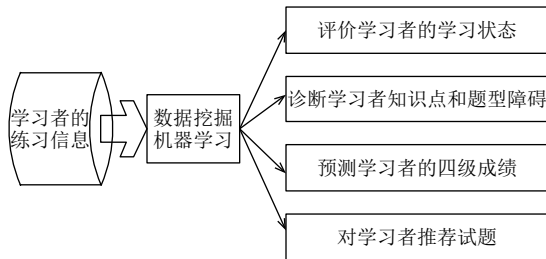 学习者的
练习信息
数据挖掘
机器学习
评价学习者的学习状态
诊断学习者知识点和题型障碍
预测学习者的四级成绩
对学习者推荐试题